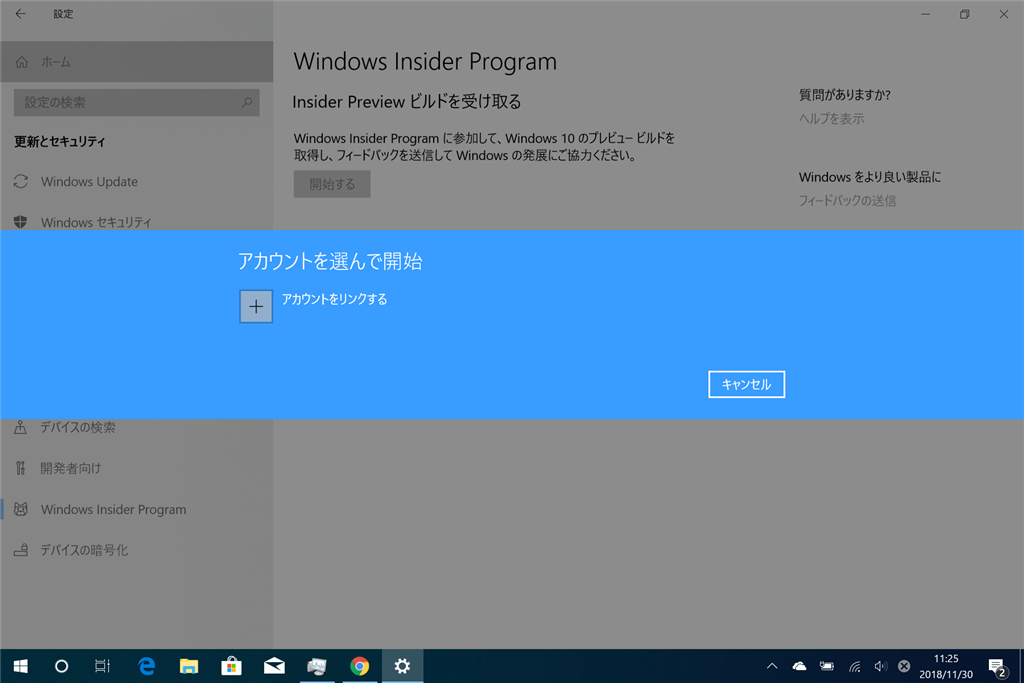 設定
ホーム
設定の検索
更新とセキュリティ
Windows Update
Windows セキュリティ
Windows Insider Program
Insider Preview ビルドを受け取る
Windows Insider Program に参加して、Windows 10 のプレビュー ビルドを
取得し、フィードバックを送信して Windows の発展にご協力ください。
開始する
質問がありますか?
ヘルプを表示
Windows をより良い製品に
フィードバックの送信
アカウントを選んで開始
アカウントをリンクする
キャンセル
デバイスの検索
開発者向け
Windows Insider Program
デバイスの暗号化
11:25
2018/11/30
2